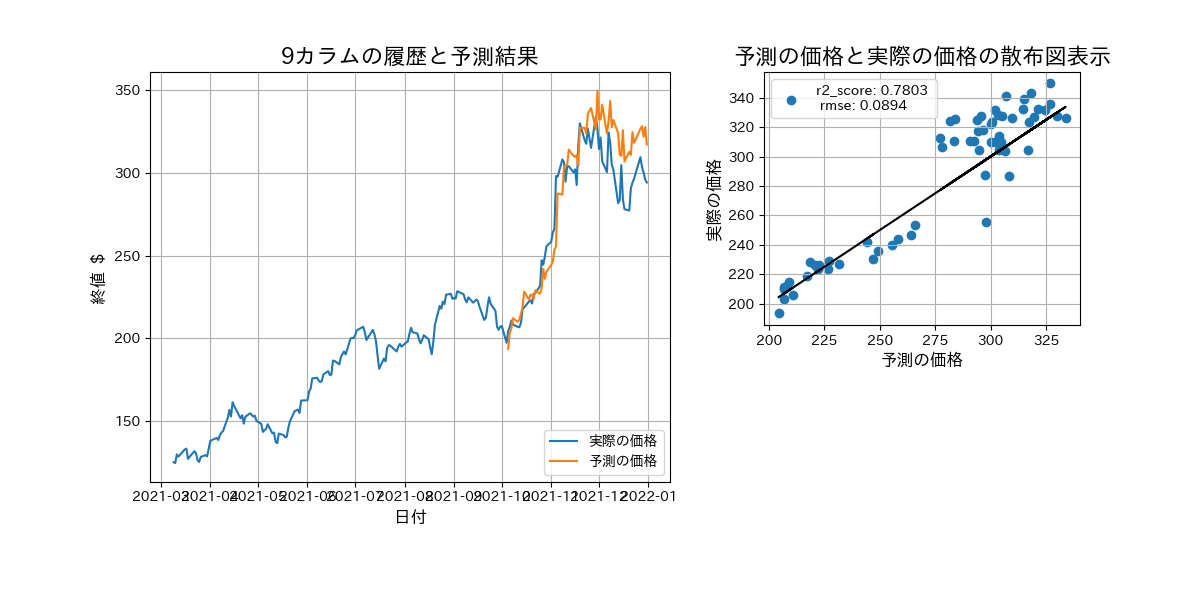 9カラムの履歴と予測結果
350
300
250
200
150
終値 $
2021-03 2021-04 2021-05 2021-06 2021-07 2021-08 2021-09 2021-10 2021-11 2021-12 2022-01
日付
実際の価格
予測の価格
予測の価格と実際の価格の散布図表示
r2_score: 0.7803
rmse: 0.0894
340
320
300
280
260
240
220
200
実際の価格
200 225 250 275 300 325
予測の価格